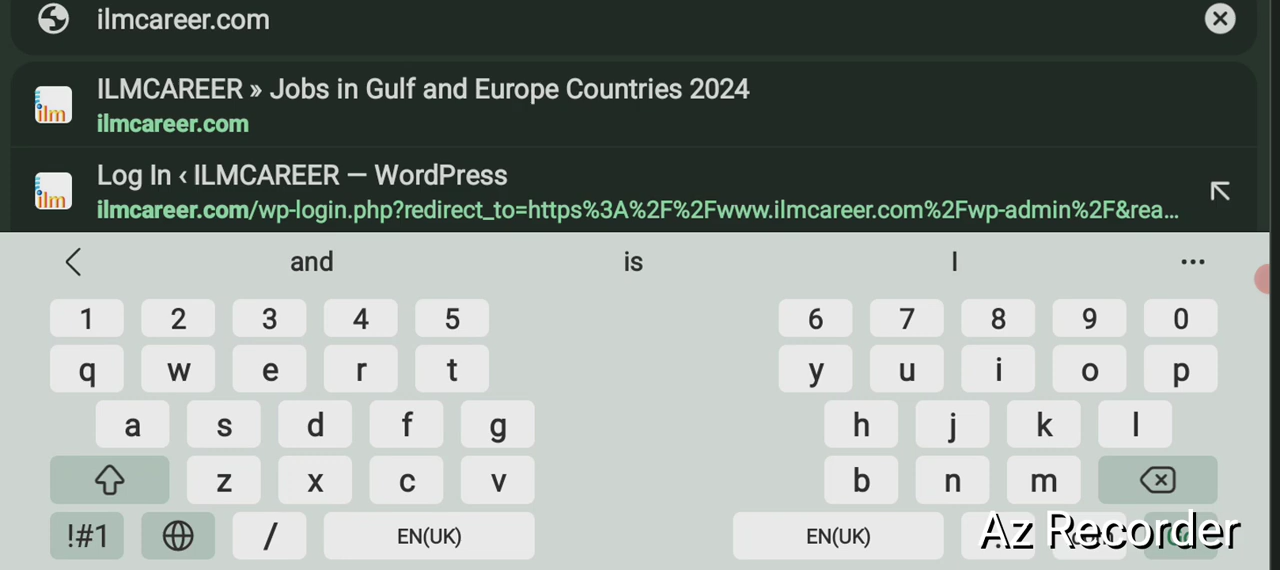 ilmcareer.com
ILMCAREER » Jobs in Gulf and Europe Countries 2024
ilm
ilmcareer.com
Log In ‹ ILMCAREER — WordPress
ilm
ilmcareer.com/wp-login.php?redirect_to=https%3A%2F%2Fwww.ilmcareer.com%2Fwp-admin%2F&rea...
and is I ...
1 2 3 4 5 6 7 8 9 0
q w e r t y u i o p
a s d f g h j k l
z x c v b n m
!#1 / EN(UK) EN(UK)
Az Recorder